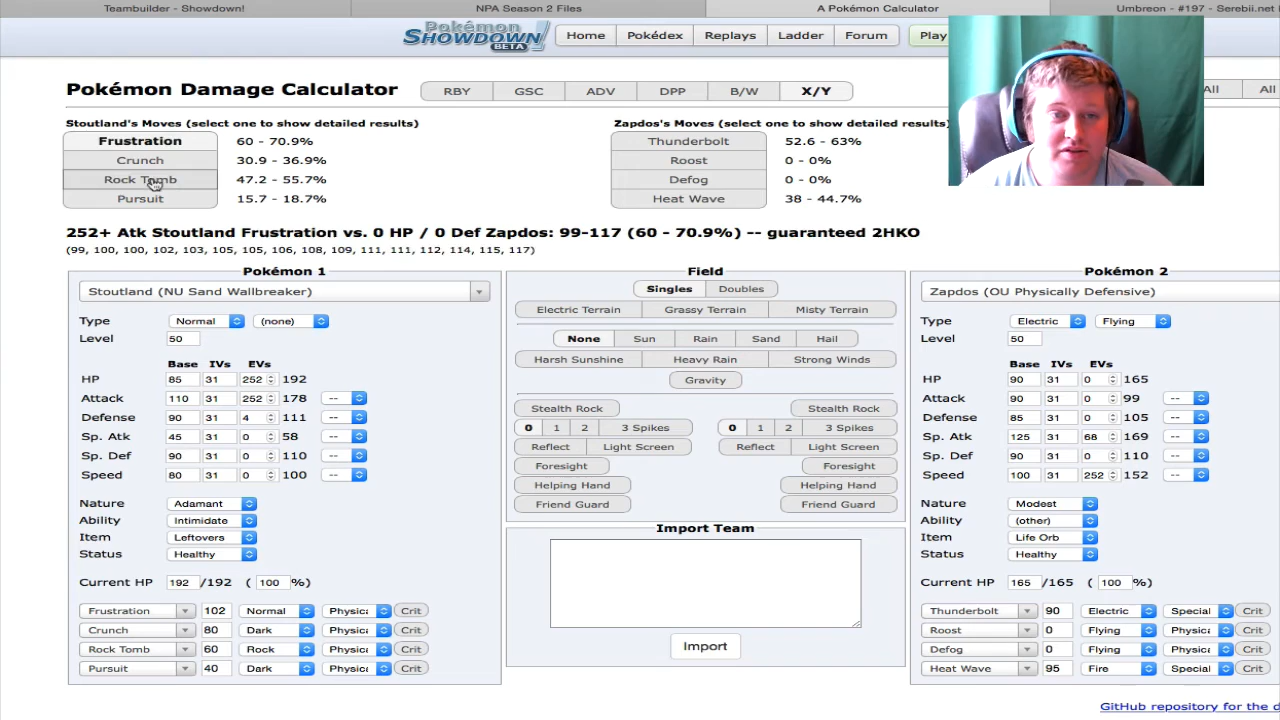 Teambuilder - Showdown! NPA Season 2 Files A Pokémon Calculator Umbreon - #197 - Serebii.net
Pokémon SHOWDOWN BETA Home Pokédex Replays Ladder Forum Play
Pokémon Damage Calculator RBY GSC ADV DPP B/W X/Y All All
Stoutland's Moves (select one to show detailed results) Zapdos's Moves (select one to show detailed results)
Frustration 60 - 70.9% Thunderbolt 52.6 - 63%
Crunch 30.9 - 36.9% Roost 0 - 0%
Rock Tomb 47.2 - 55.7% Defog 0 - 0%
Pursuit 15.7 - 18.7% Heat Wave 38 - 44.7%
252+ Atk Stoutland Frustration vs. 0 HP / 0 Def Zapdos: 99-117 (60 - 70.9%) -- guaranteed 2HKO
(99, 100, 100, 102, 103, 105, 105, 106, 108, 109, 111, 111, 112, 114, 115, 117)
Pokémon 1
Stoutland (NU Sand Wallbreaker)
Type Normal (none)
Level 50
Base IVs EVs
HP 85 31 252 192
Attack 110 31 252 178 --
Defense 90 31 4 111 --
Sp. Atk 45 31 0 58 --
Sp. Def 90 31 0 110 --
Speed 80 31 0 100 --
Nature Adamant
Ability Intimidate
Item Leftovers
Status Healthy
Current HP 192 /192 ( 100 %)
Frustration 102 Normal Physica Crit
Crunch 80 Dark Physica Crit
Rock Tomb 60 Rock Physica Crit
Pursuit 40 Dark Physica Crit
Field
Singles Doubles
Electric Terrain Grassy Terrain Misty Terrain
None Sun Rain Sand Hail
Harsh Sunshine Heavy Rain Strong Winds
Gravity
Stealth Rock Stealth Rock
0 1 2 3 Spikes 0 1 2 3 Spikes
Reflect Light Screen Reflect Light Screen
Foresight Foresight
Helping Hand Helping Hand
Friend Guard Friend Guard
Import Team
Import
Pokémon 2
Zapdos (OU Physically Defensive)
Type Electric Flying
Level 50
Base IVs EVs
HP 90 31 0 165
Attack 90 31 0 99 --
Defense 85 31 0 105 --
Sp. Atk 125 31 68 169 --
Sp. Def 90 31 0 110 --
Speed 100 31 252 152 --
Nature Modest
Ability (other)
Item Life Orb
Status Healthy
Current HP 165 /165 ( 100 %)
Thunderbolt 90 Electric Special Crit
Roost 0 Flying Physica Crit
Defog 0 Flying Physica Crit
Heat Wave 95 Fire Special Crit
GitHub repository for the d